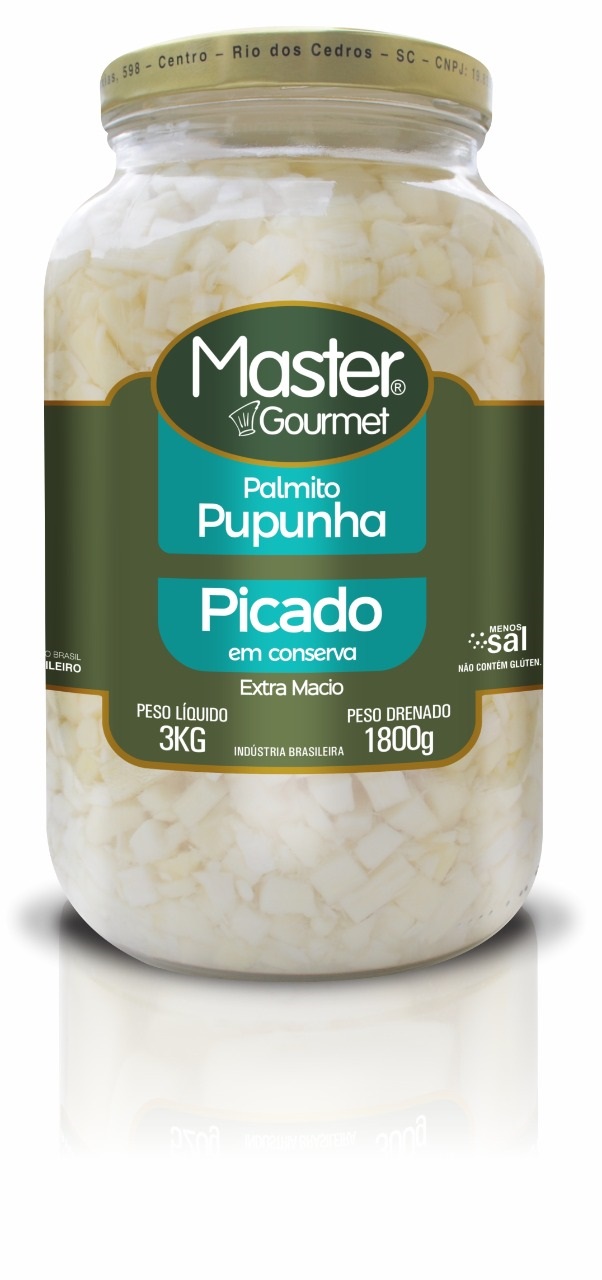 598 – Centro – Rio dos Cedros – SC – CNPJ:
Master®
Gourmet
Palmito
Pupunha
Picado
em conserva
Extra Macio
PESO LÍQUIDO
3KG
INDÚSTRIA BRASILEIRA
PESO DRENADO
1800g
BRASIL
MENOS
sal
NÃO CONTÉM GLÚTEN.